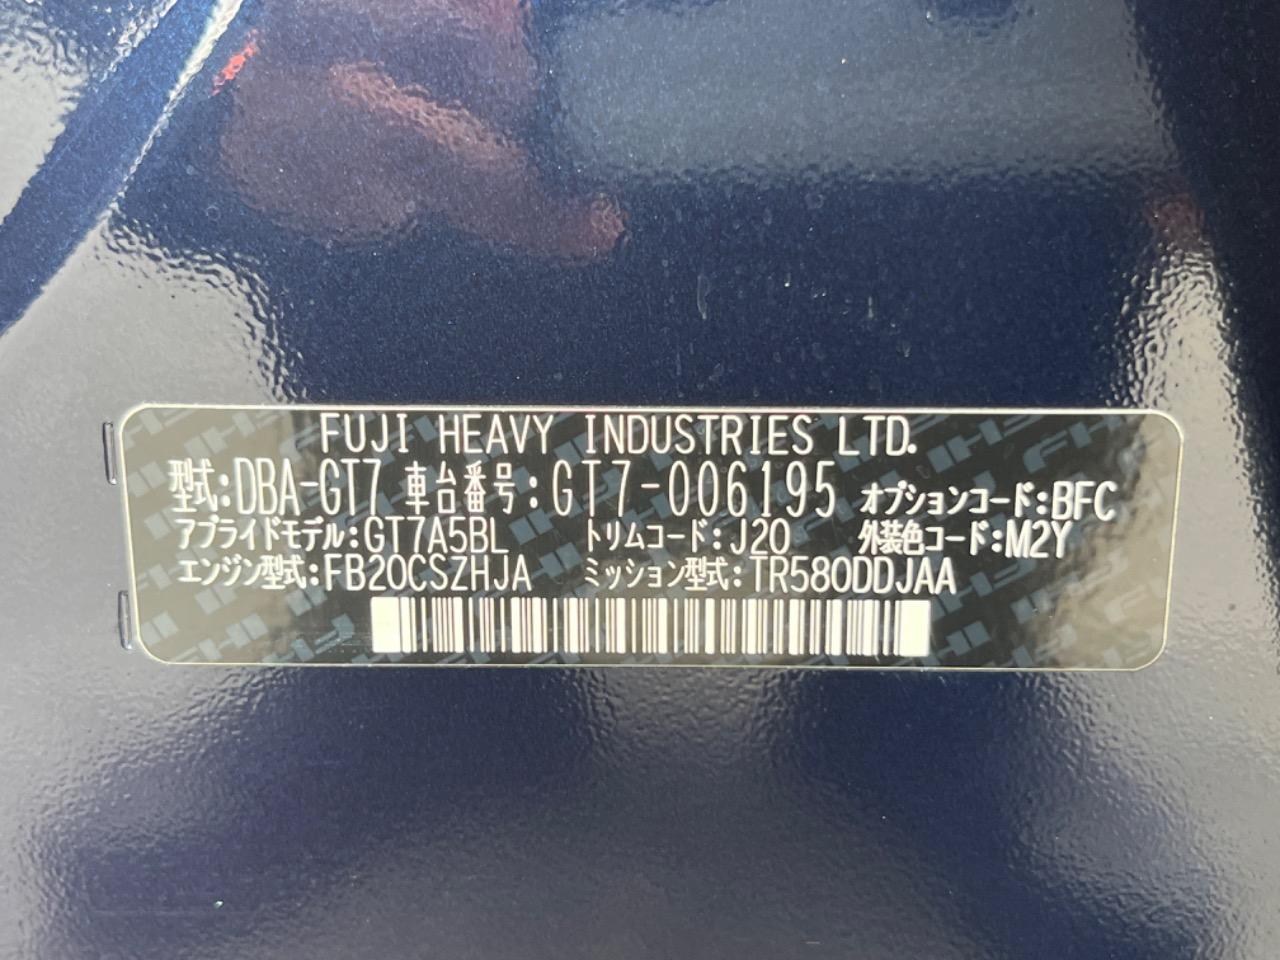 FUJI HEAVY INDUSTRIES LTD.
型式:DBA-GT7 車台番号:GT7-006195 オプションコード:BFC
アプライドモデル:GT7A5BL トリムコード:J20 外装色コード:M2Y
エンジン型式:FB20CSZHJA ミッション型式:TR580DDJAA